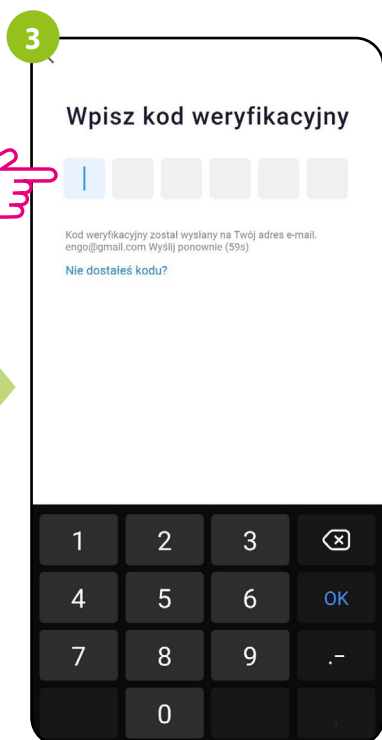 3
Wpisz kod weryfikacyjny
Kod weryfikacyjny został wysłany na Twój adres e-mail.
engo@gmail.com Wyślij ponownie (59s)
Nie dostałeś kodu?
1 2 3
4 5 6 OK
7 8 9 .-
0 ,